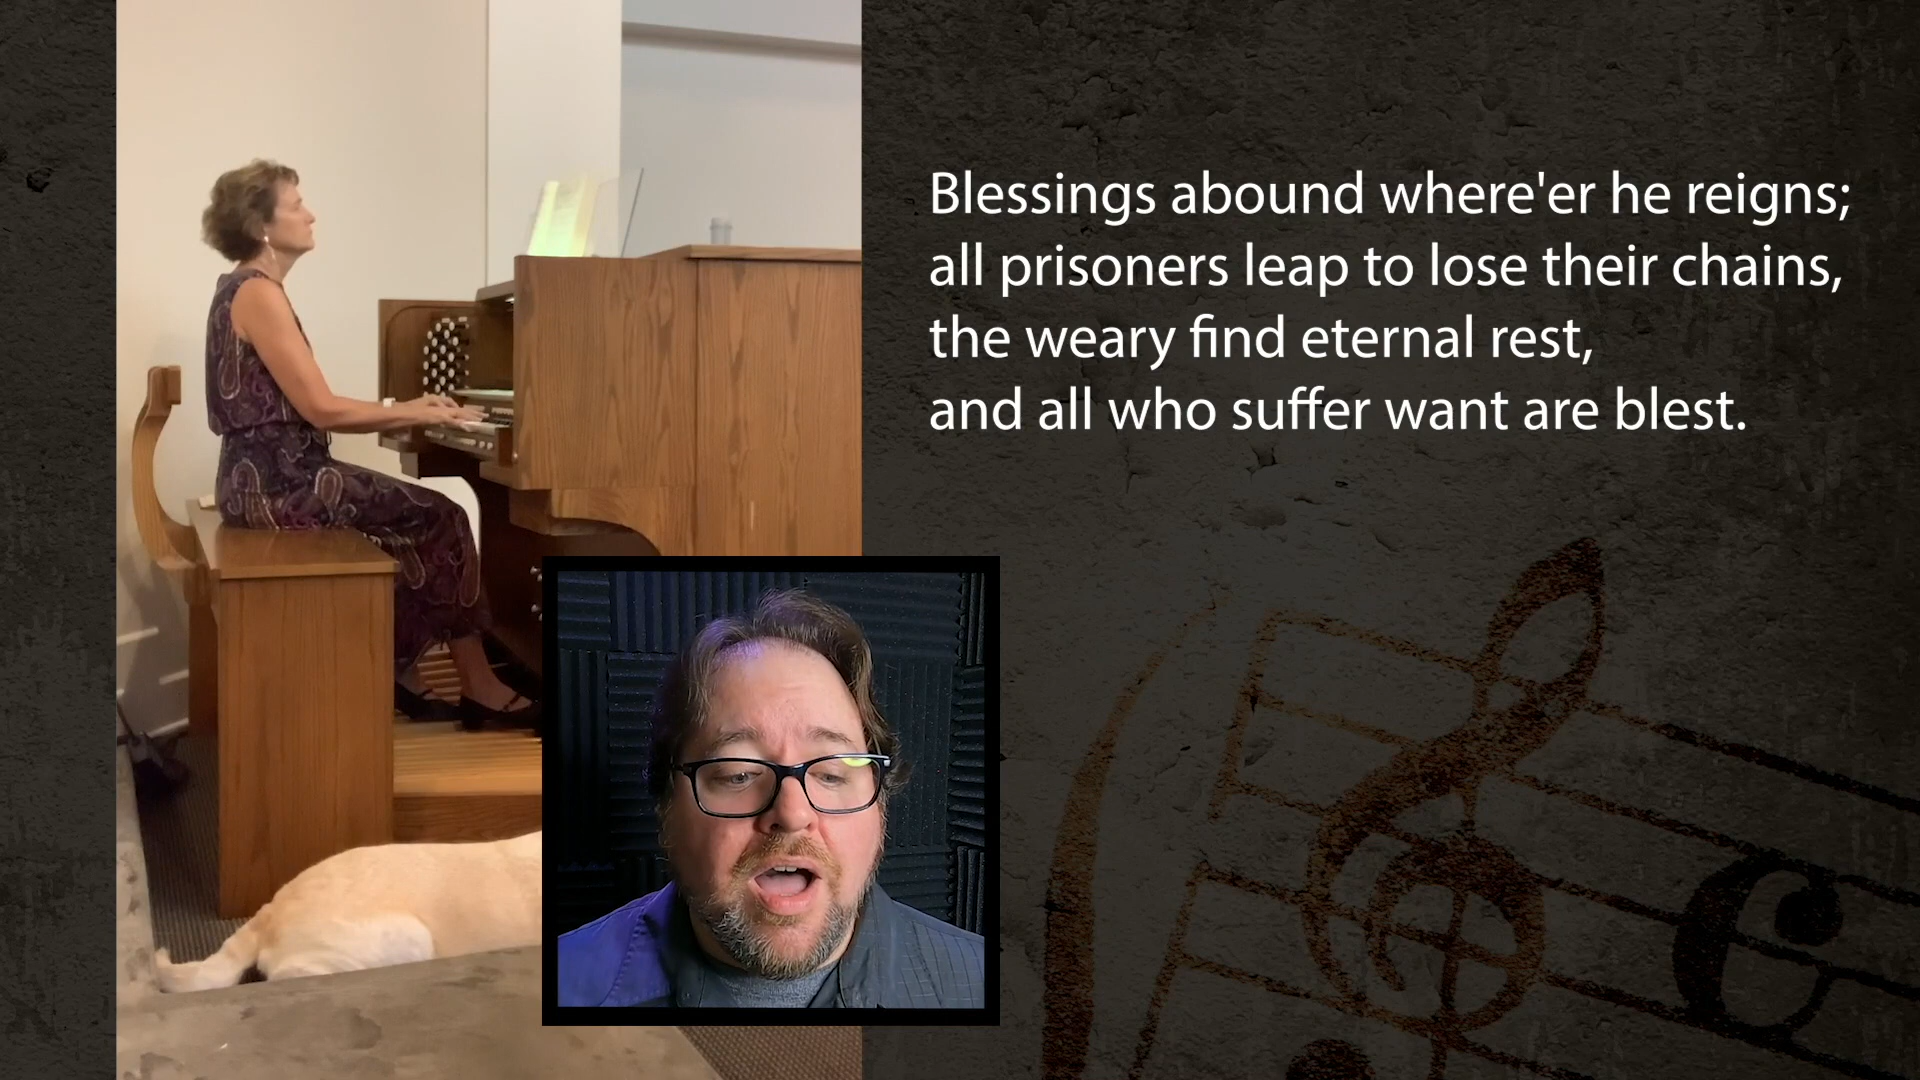 Blessings abound where'er he reigns;
all prisoners leap to lose their chains,
the weary find eternal rest,
and all who suffer want are blest.